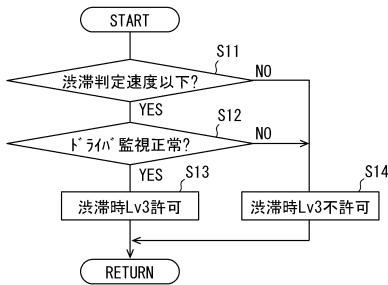 START
S11
渋滞判定速度以下?
NO
YES
S12
ドライバ監視正常?
NO
YES
S13
S14
渋滞時Lv3許可
渋滞時Lv3不許可
RETURN